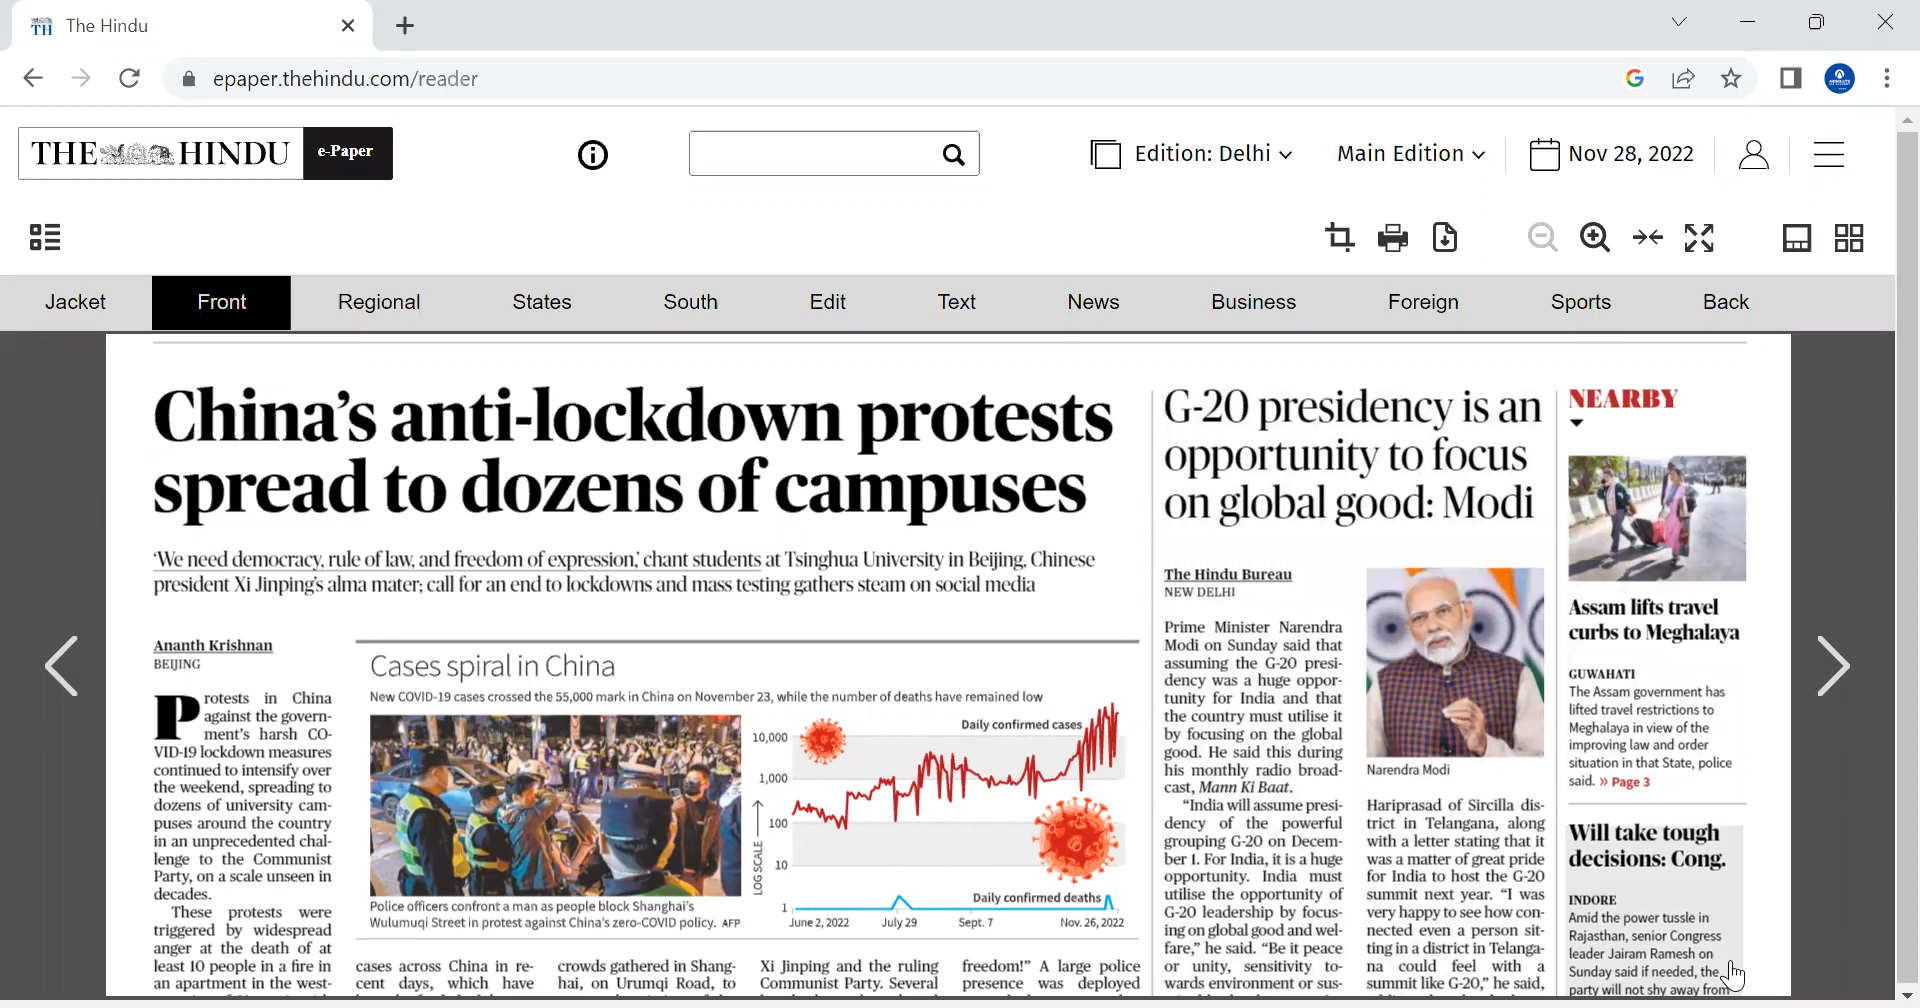 The Hindu
epaper.thehindu.com/reader
THE HINDU e-Paper
Edition: Delhi
Main Edition
Nov 28, 2022
Jacket
Front
Regional
States
South
Edit
Text
News
Business
Foreign
Sports
Back
China's anti-lockdown protests
spread to dozens of campuses
‘We need democracy, rule of law, and freedom of expression,’ chant students at Tsinghua University in Beijing, Chinese
president Xi Jinping's alma mater; call for an end to lockdowns and mass testing gathers steam on social media
Ananth Krishnan
BEIJING
Protests in China
against the govern-
ment's harsh CO-
VID-19 lockdown measures
continued to intensify over
the weekend, spreading to
dozens of university cam-
puses around the country
in an unprecedented chal-
lenge to the Communist
Party, on a scale unseen in
decades.
These protests were
triggered by widespread
anger at the death of at
least 10 people in a fire in
an apartment in the west-
Cases spiral in China
New COVID-19 cases crossed the 55,000 mark in China on November 23, while the number of deaths have remained low
Police officers confront a man as people block Shanghai's
Wulumuqi Street in protest against China's zero-COVID policy. AFP
Daily confirmed cases
10,000
1,000
100
10
1
LOG SCALE
Daily confirmed deaths
June 2, 2022
July 29
Sept. 7
Nov. 26, 2022
cases across China in re-
cent days, which have
crowds gathered in Shang-
hai, on Urumqi Road, to
Xi Jinping and the ruling
Communist Party. Several
freedom!” A large police
presence was deployed
G-20 presidency is an
opportunity to focus
on global good: Modi
The Hindu Bureau
NEW DELHI
Prime Minister Narendra
Modi on Sunday said that
assuming the G-20 presi-
dency was a huge oppor-
tunity for India and that
the country must utilise it
by focusing on the global
good. He said this during
his monthly radio broad-
cast, Mann Ki Baat.
“India will assume presi-
dency of the powerful
grouping G-20 on Decem-
ber 1. For India, it is a huge
opportunity. India must
utilise the opportunity of
G-20 leadership by focus-
ing on global good and wel-
fare,” he said. “Be it peace
or unity, sensitivity to-
wards environment or sus-
Narendra Modi
Hariprasad of Sircilla dis-
trict in Telangana, along
with a letter stating that it
was a matter of great pride
for India to host the G-20
summit next year. “I was
very happy to see how con-
nected even a person sit-
ting in a district in Telanga-
na could feel with a
summit like G-20,” he said,
NEARBY
Assam lifts travel
curbs to Meghalaya
GUWAHATI
The Assam government has
lifted travel restrictions to
Meghalaya in view of the
improving law and order
situation in that State, police
said. » Page 3
Will take tough
decisions: Cong.
INDORE
Amid the power tussle in
Rajasthan, senior Congress
leader Jairam Ramesh on
Sunday said if needed, the
party will not shy away from